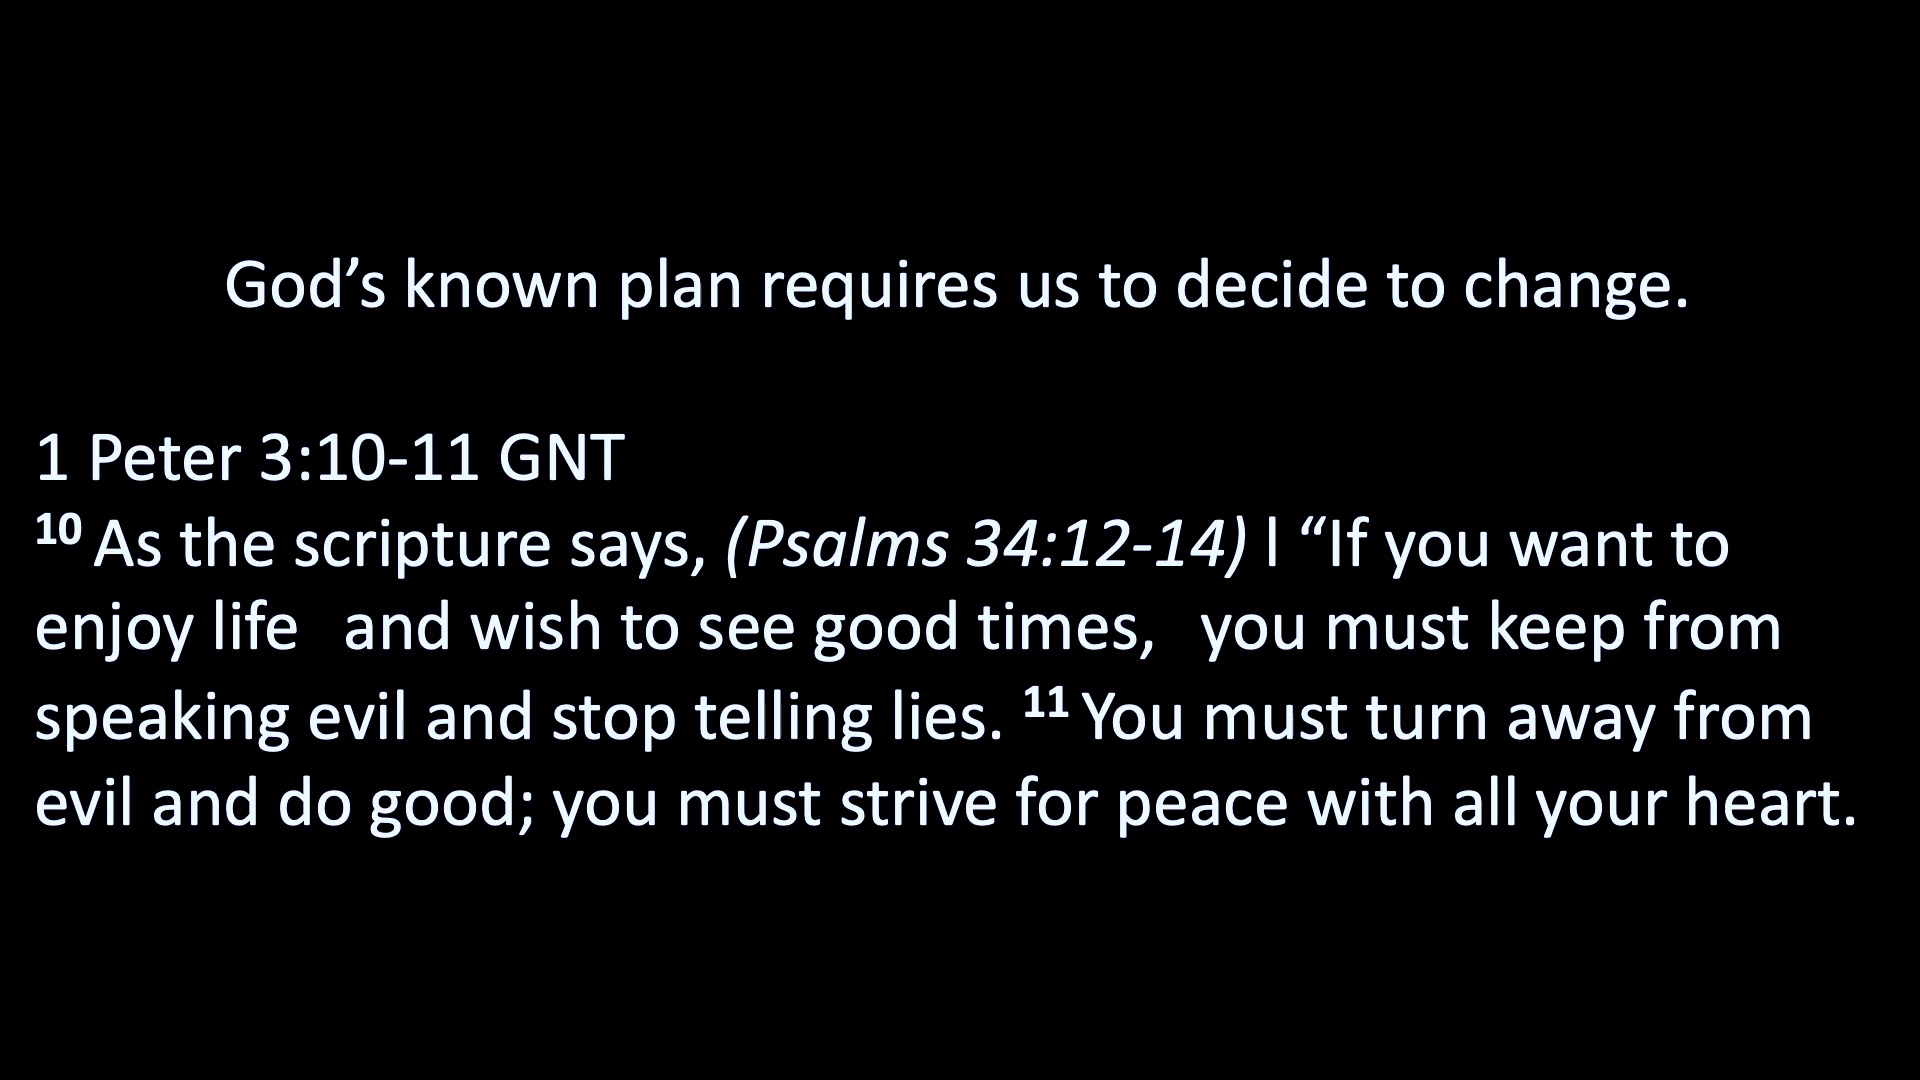 God’s known plan requires us to decide to change.
1 Peter 3:10-11 GNT
10 As the scripture says, (Psalms 34:12-14) l “If you want to
enjoy life   and wish to see good times,   you must keep from
speaking evil and stop telling lies. 11 You must turn away from
evil and do good; you must strive for peace with all your heart.